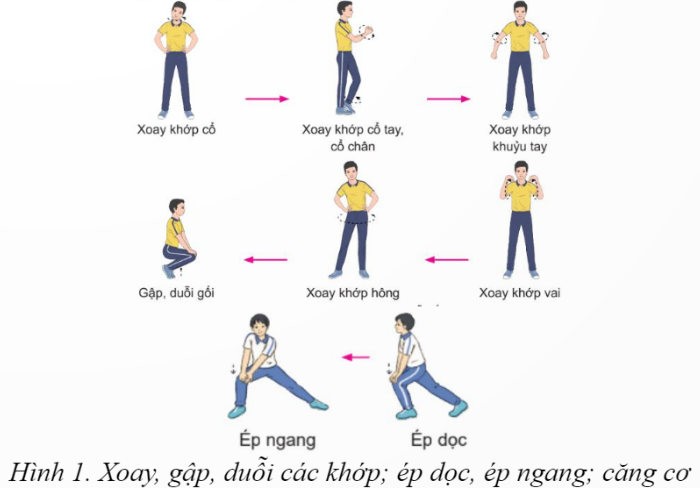 Xoay khớp cổ
Xoay khớp cổ tay,
cổ chân
Xoay khớp
khuỷu tay
Gập, duỗi gối
Xoay khớp hông
Xoay khớp vai
Ép ngang
Ép dọc
Hình 1. Xoay, gập, duỗi các khớp; ép dọc, ép ngang; căng cơ